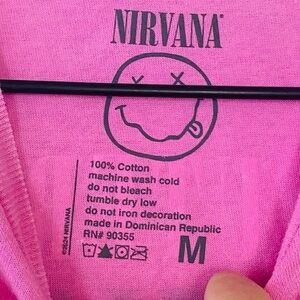 NIRVANA
100% Cotton
machine wash cold
do not bleach
tumble dry low
do not iron decoration
made in Dominican Republic
RN# 90355
M
©2024 NIRVANA